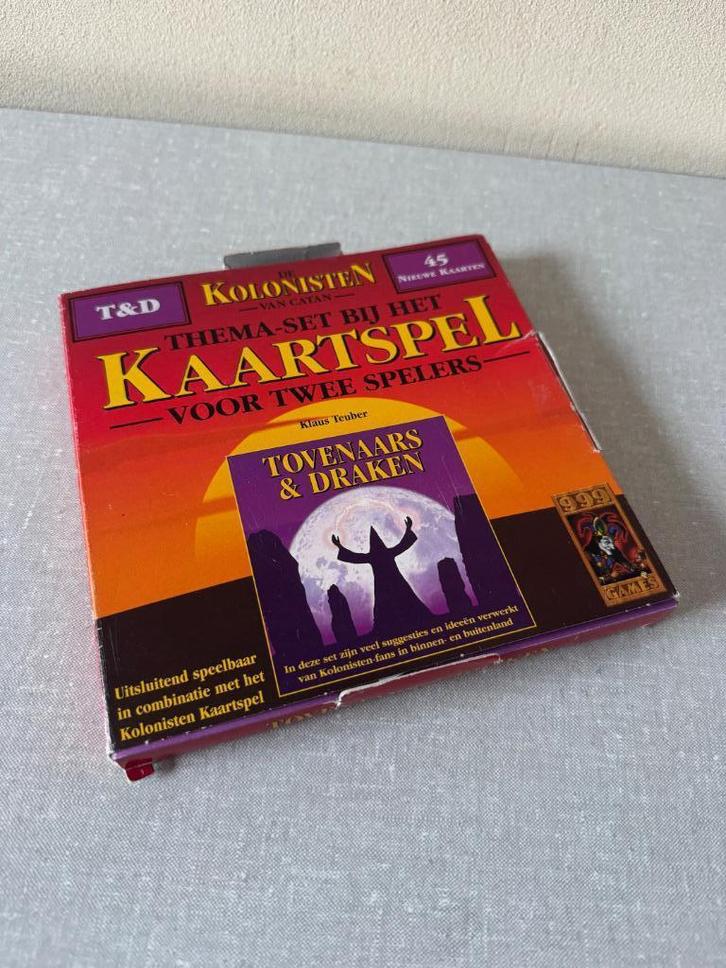 T&D
DE
KOLONISTEN
VAN CATAN
45
NIEUWE KAARTEN
THEMA-SET BIJ HET
KAARTSPEL
VOOR TWEE SPELERS
Klaus Teuber
TOVENAARS
& DRAKEN
In deze set zijn veel suggesties en ideeën verwerkt
van Kolonisten-fans in binnen- en buitenland
999
GAMES
Uitsluitend speelbaar
in combinatie met het
Kolonisten Kaartspel